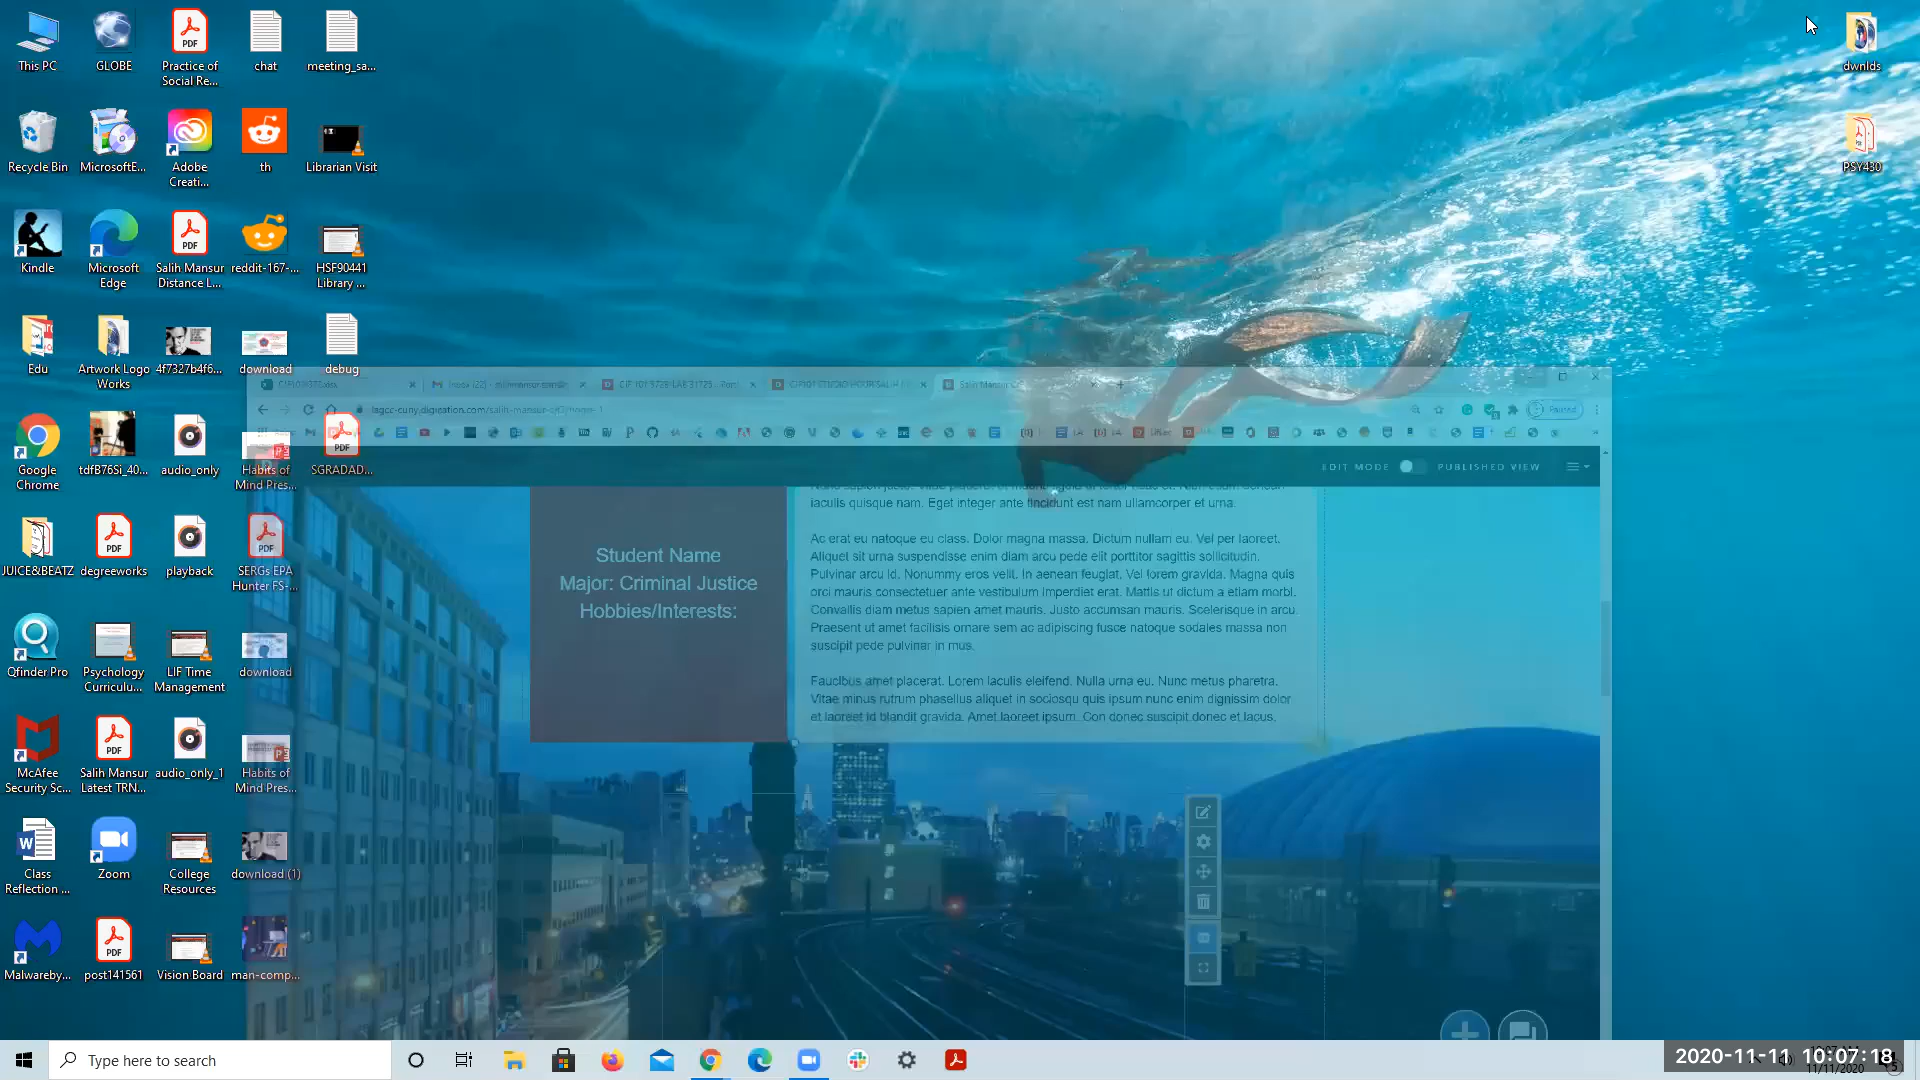 This PC
GLOBE
Practice of
Social Re...
chat
meeting_sa...
dwnlds
Recycle Bin
MicrosoftE...
Adobe
Creati...
th
Librarian Visit
PSY430
Kindle
Microsoft
Edge
Salih Mansur
Distance L...
reddit-167-...
HSF90441
Library ...
Edu
Artwork Logo
Works
4f7327b4f6...
download
debug
Google
Chrome
tdfB76Si_40...
audio_only
Habits of
Mind Pres...
SGRADAD...
JUICE&BEATZ
degreeworks
playback
SERGs EPA
Hunter FS-...
Qfinder Pro
Psychology
Curriculu...
LIF Time
Management
download
McAfee
Security Sc...
Salih Mansur
Latest TRN...
audio_only_1
Habits of
Mind Pres...
Class
Reflection ...
Zoom
College
Resources
download (1)
Malwareby...
post141561
Vision Board
man-comp...
Paused
EDIT MODE
PUBLISHED VIEW
Student Name
Major: Criminal Justice
Hobbies/Interests:
iaculis quisque nam. Eget integer ante tincidunt est nam ullamcorper et urna.
Ac erat eu natoque eu class. Dolor magna massa. Dictum nullam eu. Vel per laoreet.
Aliquet sit urna suspendisse enim diam arcu pede elit porttitor sagittis sollicitudin.
Pulvinar arcu id. Nonummy eros velit. In aenean feugiat. Vel lorem gravida. Magna quis
orci mauris consectetuer ante vestibulum imperdiet erat. Mattis ut dictum a etiam morbi.
Convallis diam metus sapien amet mauris. Justo accumsan mauris. Scelerisque in arcu.
Praesent ut amet facilisis ornare sem ac adipiscing fusce natoque sodales massa non
suscipit pede pulvinar in mus.
Faucibus amet placerat. Lorem iaculis eleifend. Nulla urna eu. Nunc metus pharetra.
Vitae minus rutrum phasellus aliquet in sociosqu quis ipsum nunc enim dignissim dolor
et laoreet id blandit gravida. Amet laoreet ipsum. Con donec suscipit donec et lacus.
Type here to search
2020-11-11 10:07:18
11/11/2020